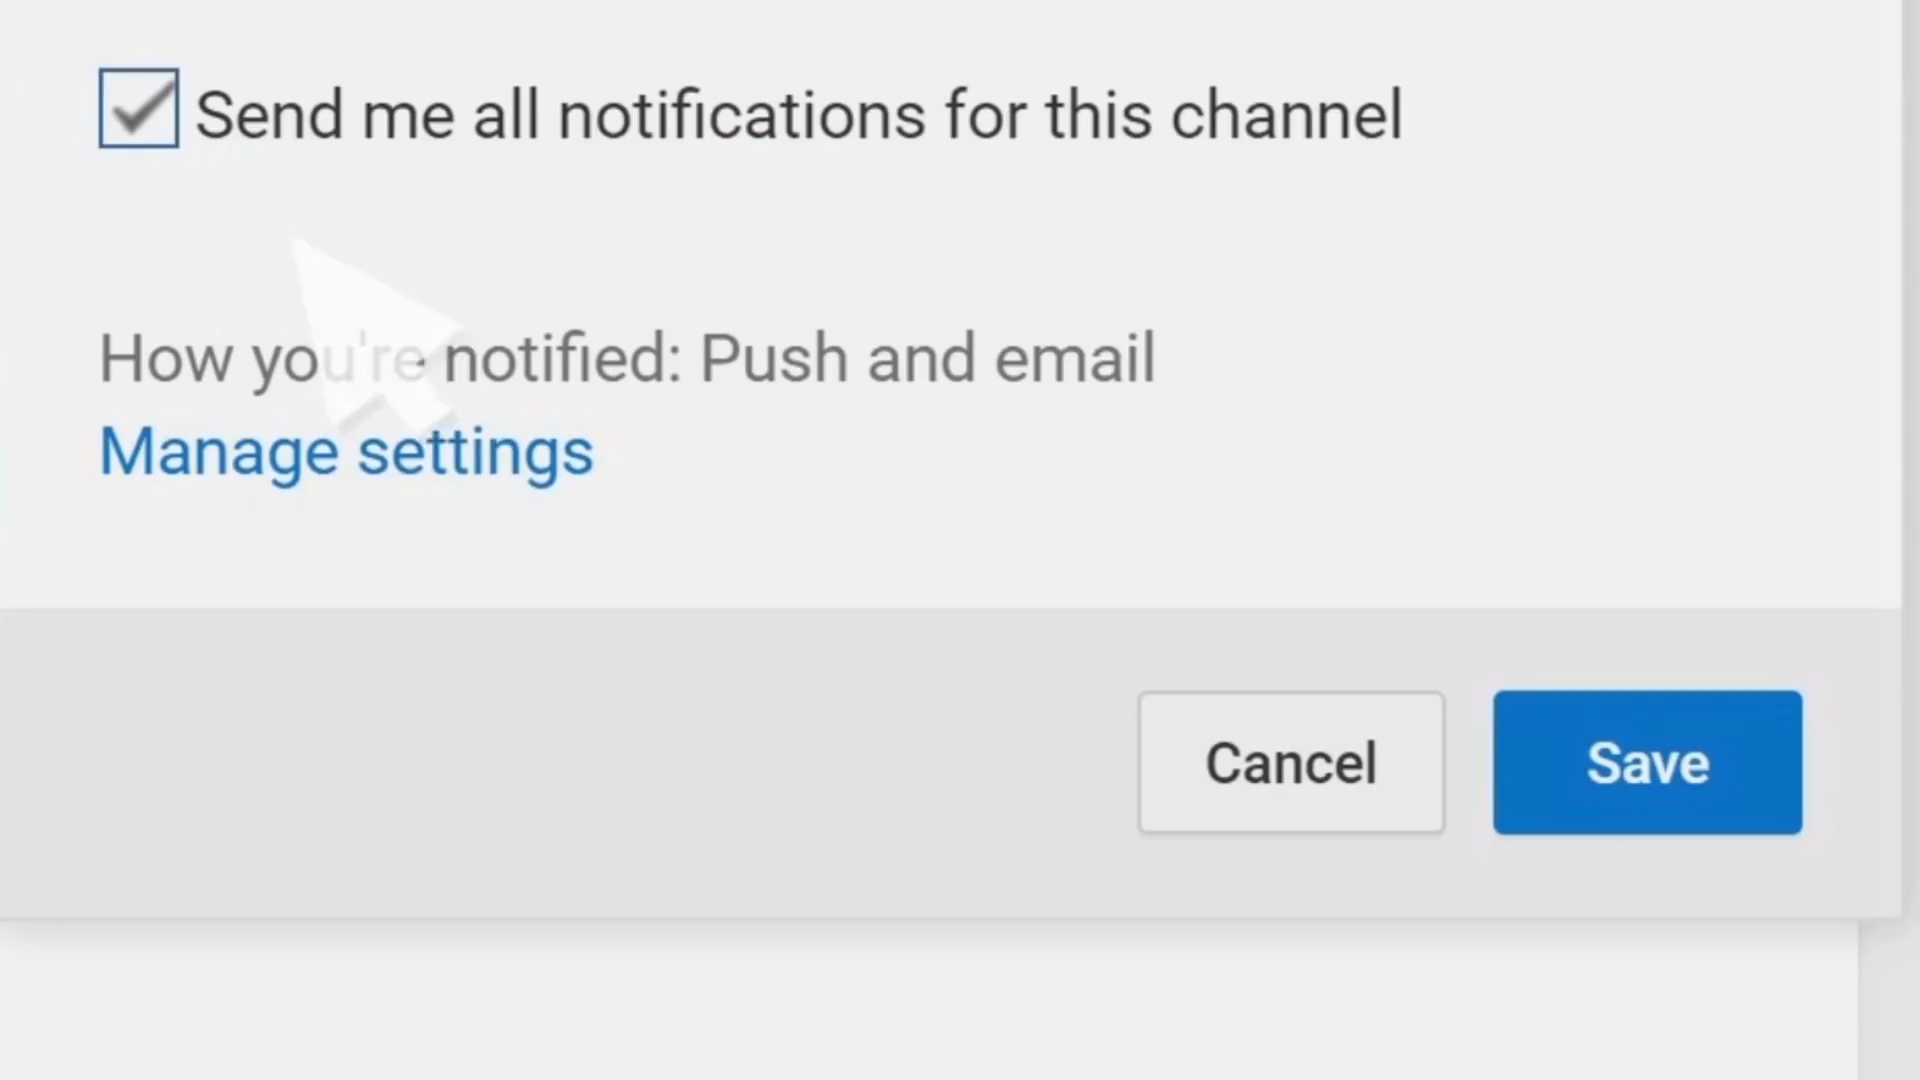 Send me all notifications for this channel
How you're notified: Push and email
Manage settings
Cancel
Save